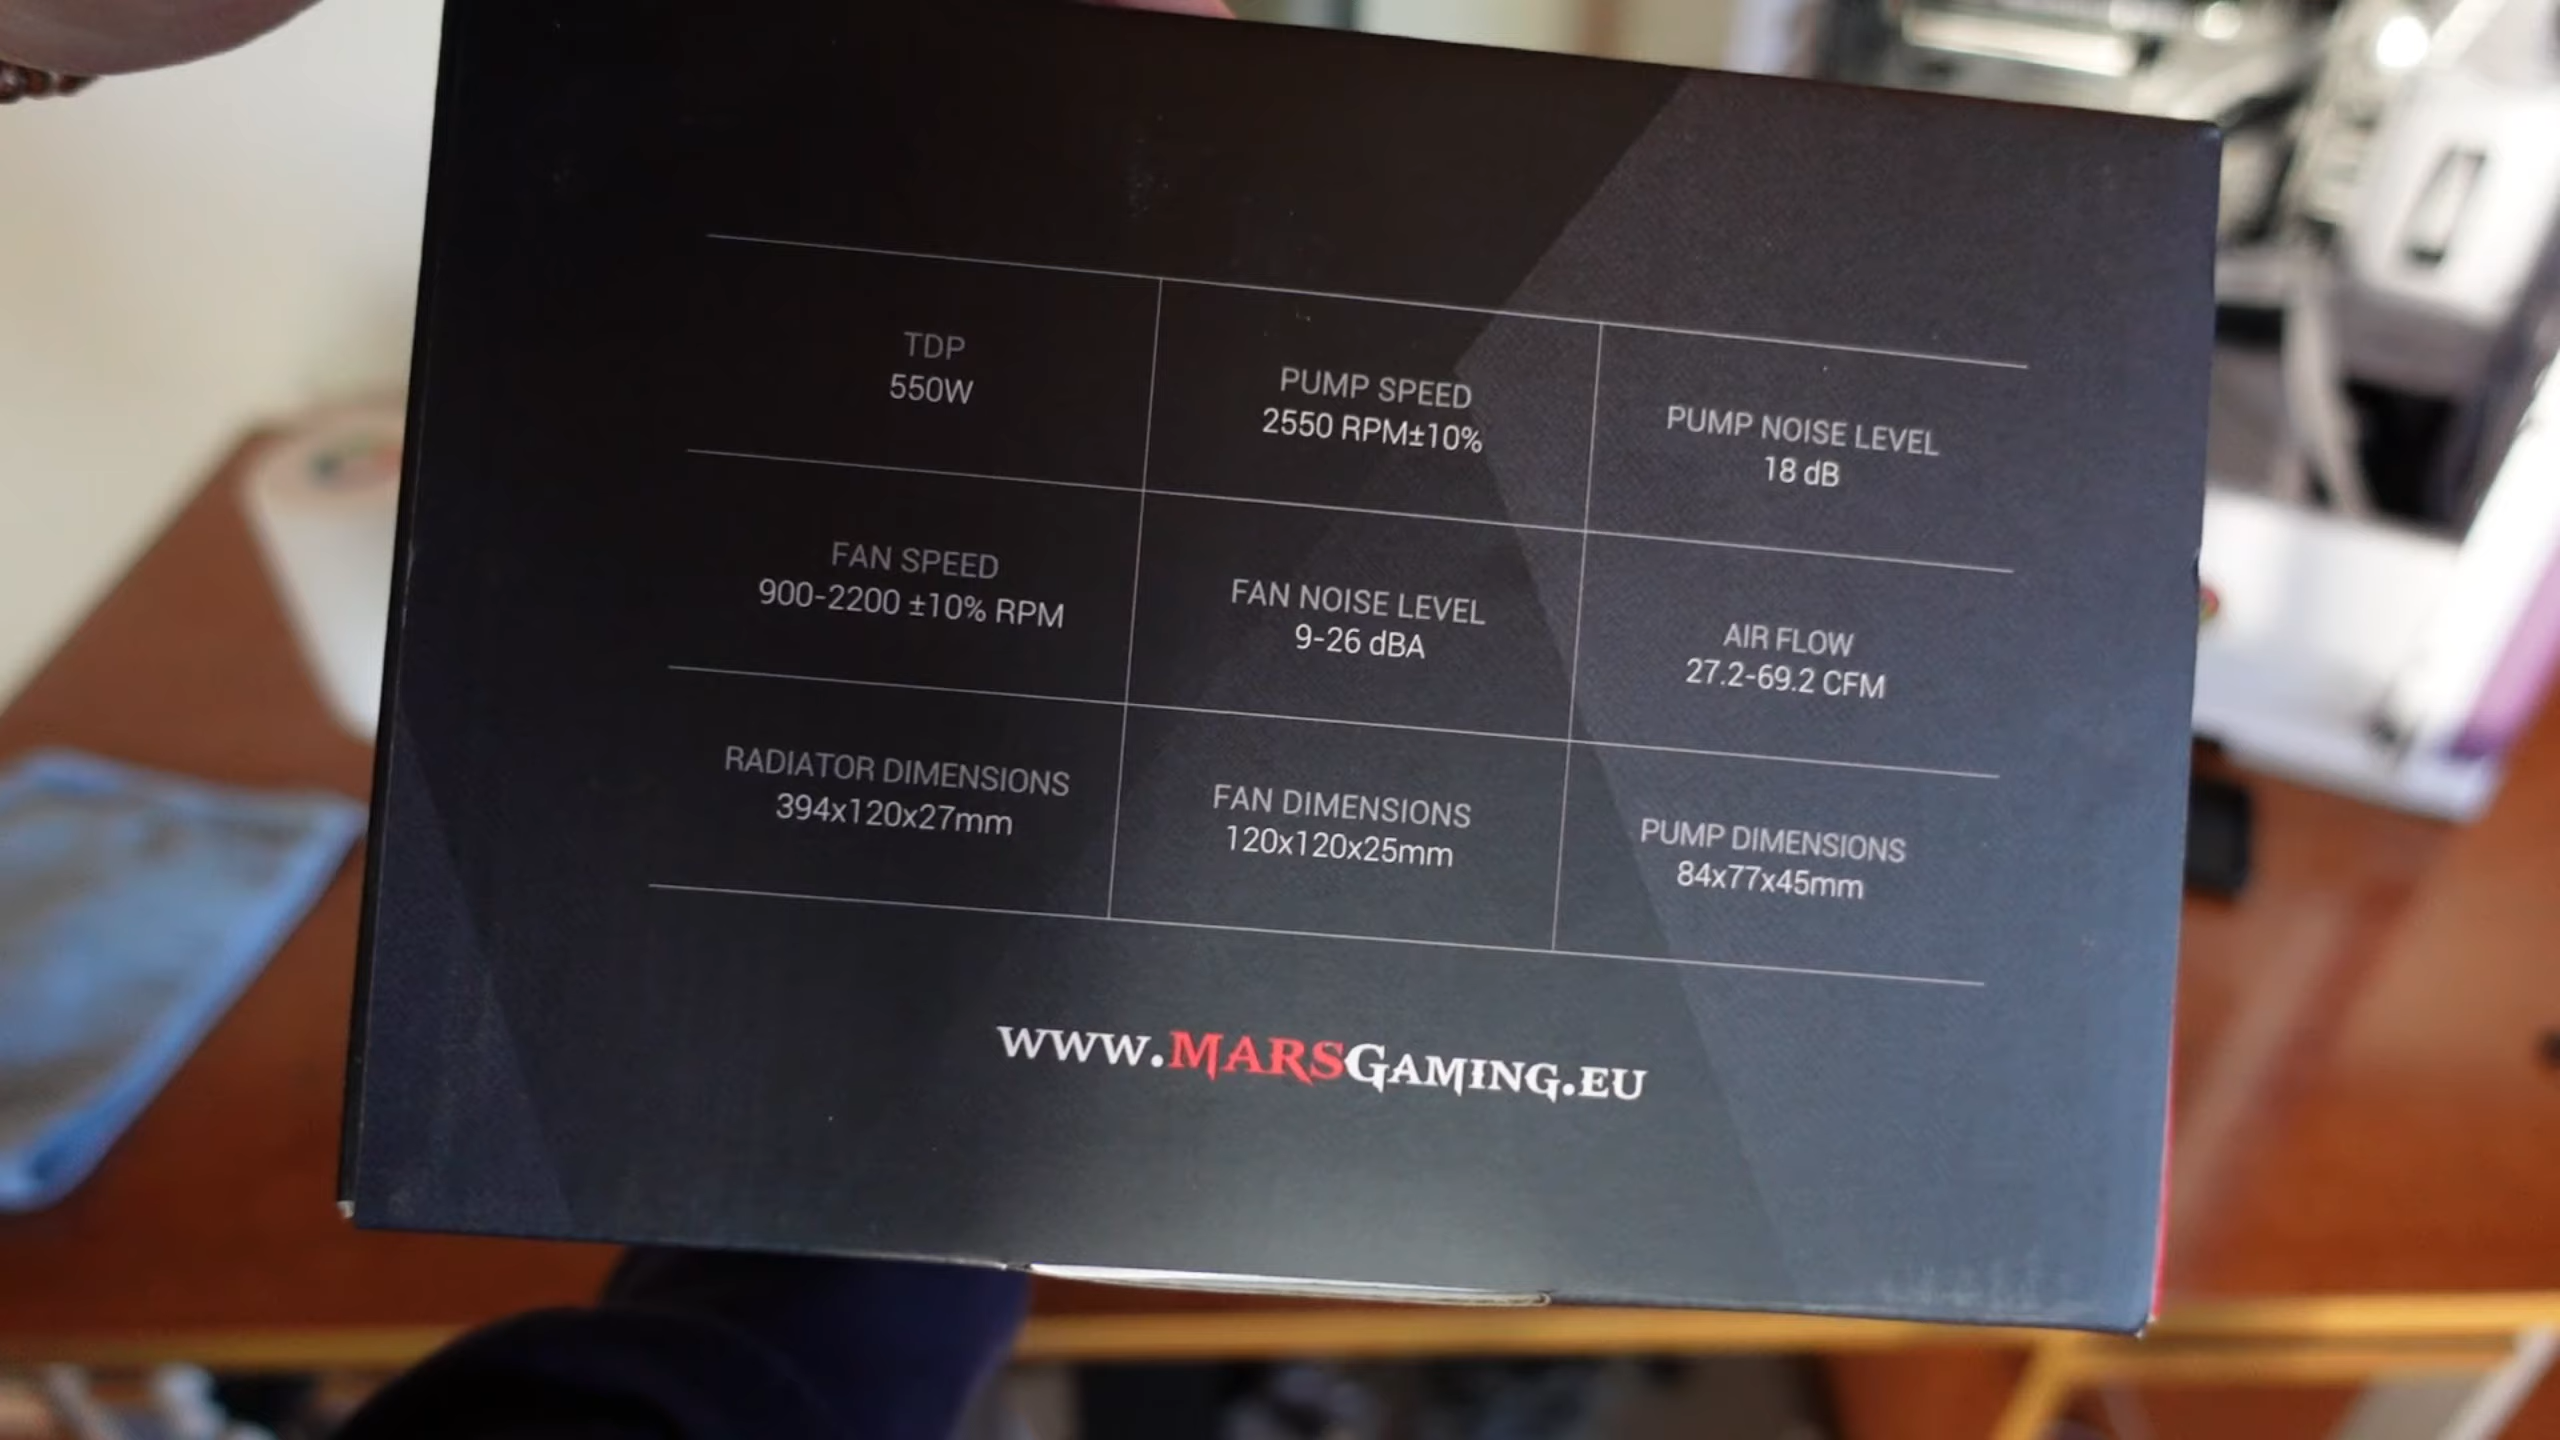 TDP
550W
PUMP SPEED
2550 RPM±10%
PUMP NOISE LEVEL
18 dB
FAN SPEED
900-2200 ±10% RPM
FAN NOISE LEVEL
9-26 dBA
AIR FLOW
27.2-69.2 CFM
RADIATOR DIMENSIONS
394x120x27mm
FAN DIMENSIONS
120x120x25mm
PUMP DIMENSIONS
84x77x45mm
WWW.MARSGAMING.EU